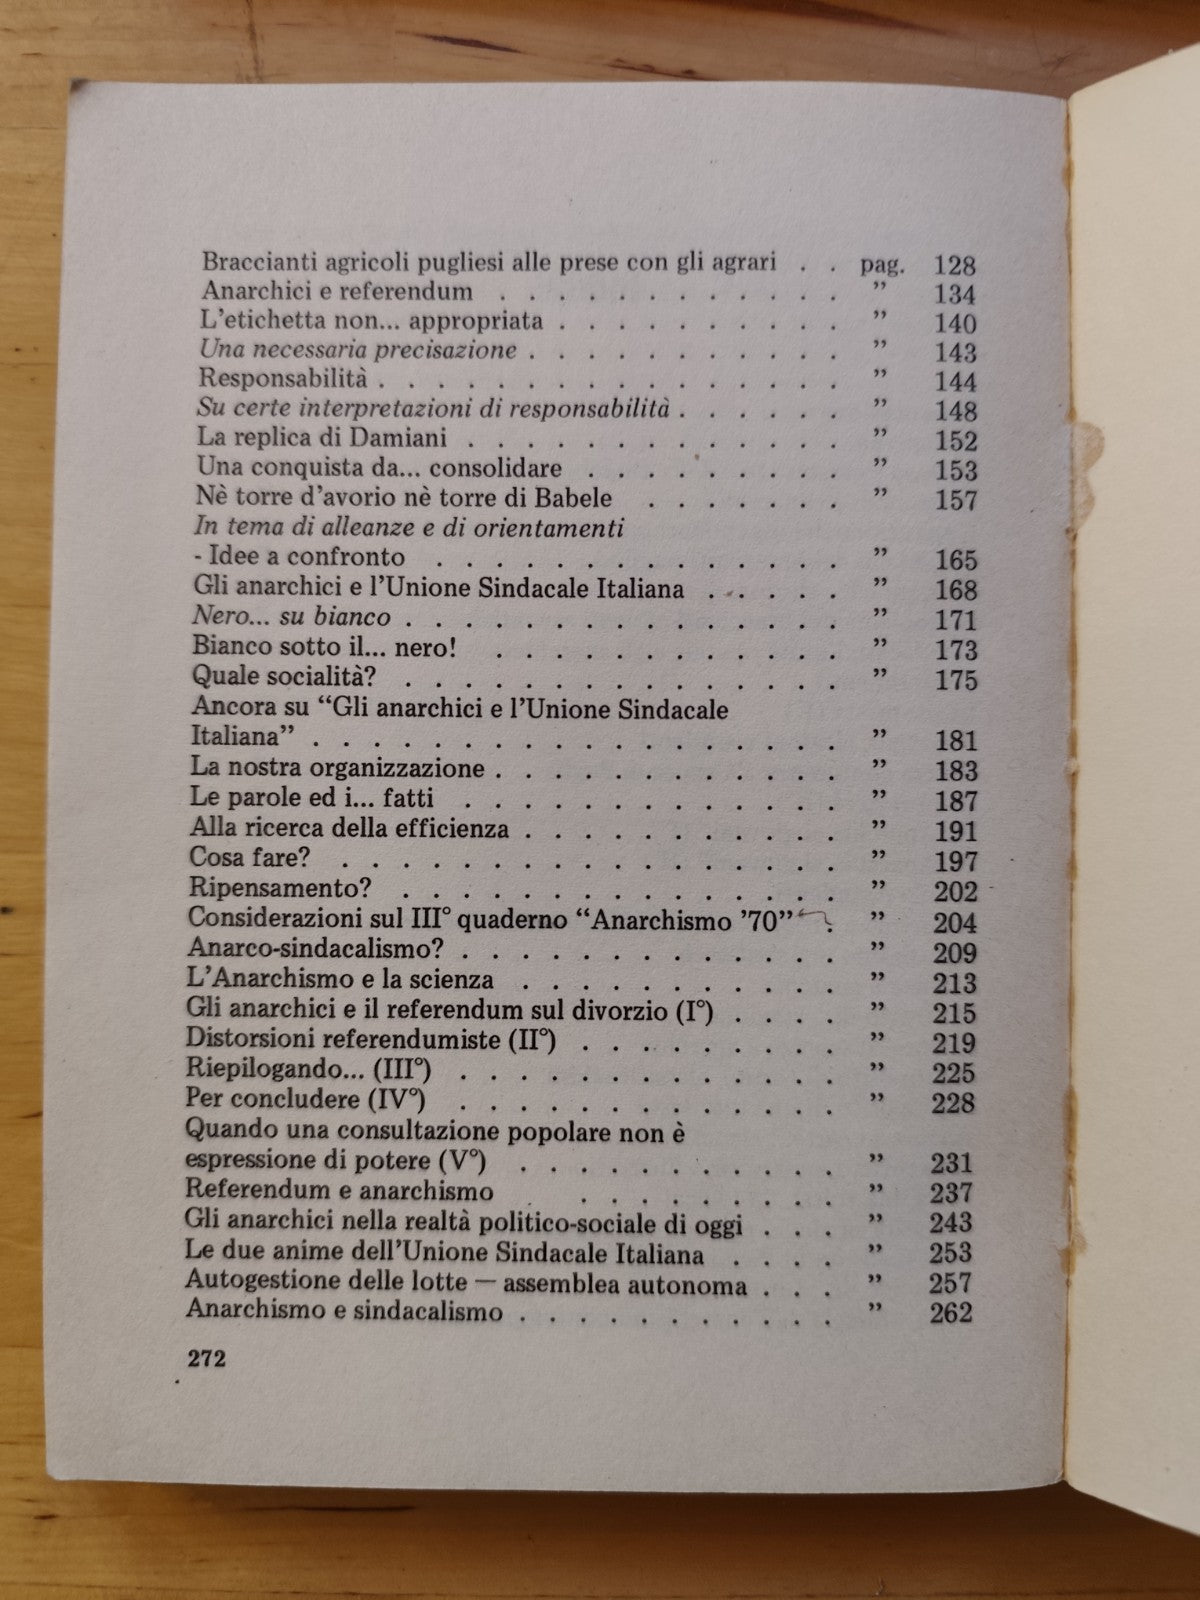 Braccianti agricoli pugliesi alle prese con gli agrari . . pag. 128
Anarchici e referendum . . . . . . . . . . . . ” 134
L’etichetta non... appropriata . . . . . . . . . . ” 140
Una necessaria precisazione . . . . . . . . . . . ” 143
Responsabilità . . . . . . . . . . . . . . . . ” 144
Su certe interpretazioni di responsabilità . . . . . . ” 148
La replica di Damiani . . . . . . . . . . . . . ” 152
Una conquista da... consolidare . . . . . . . . . ” 153
Nè torre d’avorio nè torre di Babele . . . . . . . ” 157
In tema di alleanze e di orientamenti
- Idee a confronto . . . . . . . . . . . . . . ” 165
Gli anarchici e l’Unione Sindacale Italiana . . . . . ” 168
Nero... su bianco . . . . . . . . . . . . . . . ” 171
Bianco sotto il... nero! . . . . . . . . . . . . ” 173
Quale socialità? . . . . . . . . . . . . . . . ” 175
Ancora su “Gli anarchici e l’Unione Sindacale
Italiana” . . . . . . . . . . . . . . . . . . ” 181
La nostra organizzazione . . . . . . . . . . . . ” 183
Le parole ed i... fatti . . . . . . . . . . . . . ” 187
Alla ricerca della efficienza . . . . . . . . . . . ” 191
Cosa fare? . . . . . . . . . . . . . . . . . ” 197
Ripensamento? . . . . . . . . . . . . . . . ” 202
Considerazioni sul III° quaderno “Anarchismo ’70” . ” 204
Anarco-sindacalismo? . . . . . . . . . . . . . ” 209
L’Anarchismo e la scienza . . . . . . . . . . . ” 213
Gli anarchici e il referendum sul divorzio (I°) . . . . ” 215
Distorsioni referendumiste (II°) . . . . . . . . . ” 219
Riepilogando... (III°) . . . . . . . . . . . . . ” 225
Per concludere (IV°) . . . . . . . . . . . . . ” 228
Quando una consultazione popolare non è
espressione di potere (V°) . . . . . . . . . . . ” 231
Referendum e anarchismo . . . . . . . . . ” 237
Gli anarchici nella realtà politico-sociale di oggi . . . ” 243
Le due anime dell’Unione Sindacale Italiana . . . . ” 253
Autogestione delle lotte — assemblea autonoma . . . ” 257
Anarchismo e sindacalismo . . . . . . . . . . . ” 262
272